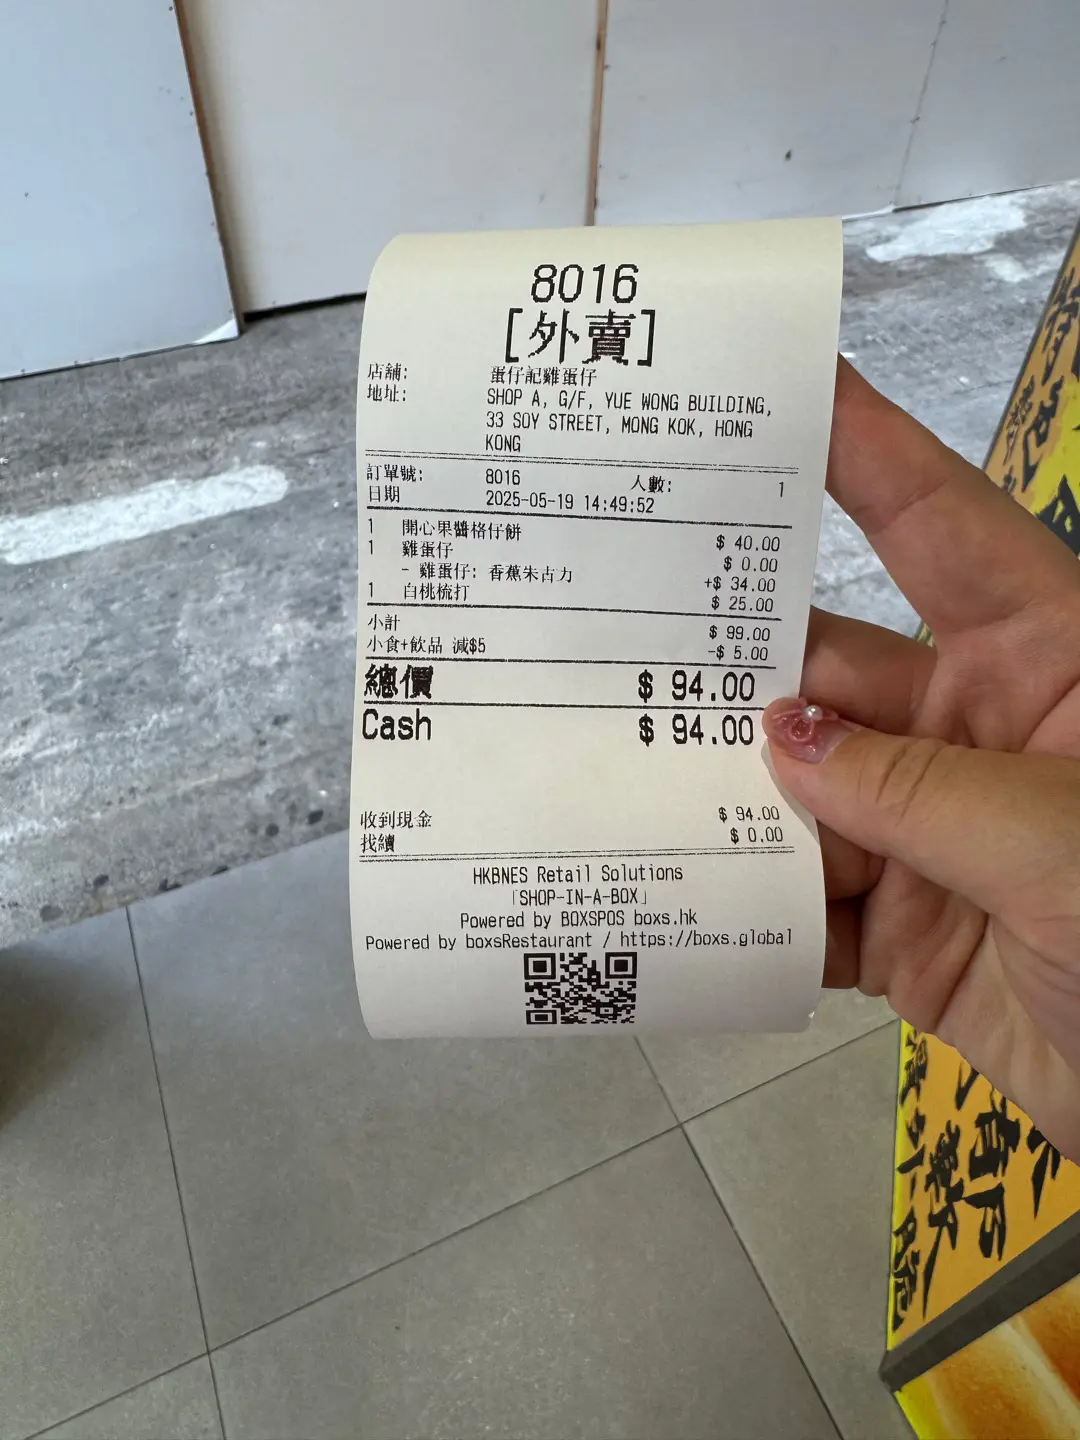 8016
[外賣]
店舖: 蛋仔記雞蛋仔
地址: SHOP A, G/F, YUE WONG BUILDING,
33 SOY STREET, MONG KOK, HONG
KONG
訂單號: 8016 人數: 1
日期 2025-05-19 14:49:52
1 開心果醬格仔餅 $ 40.00
1 雞蛋仔 $ 0.00
- 雞蛋仔: 香蕉朱古力 +$ 34.00
1 白桃梳打 $ 25.00
小計 $ 99.00
小食+飲品 減$5 -$ 5.00
總價 $ 94.00
Cash $ 94.00
收到現金 $ 94.00
找續 $ 0.00
HKBNES Retail Solutions
「SHOP-IN-A-BOX」
Powered by BOXSPOS boxs.hk
Powered by boxsRestaurant / https://boxs.global